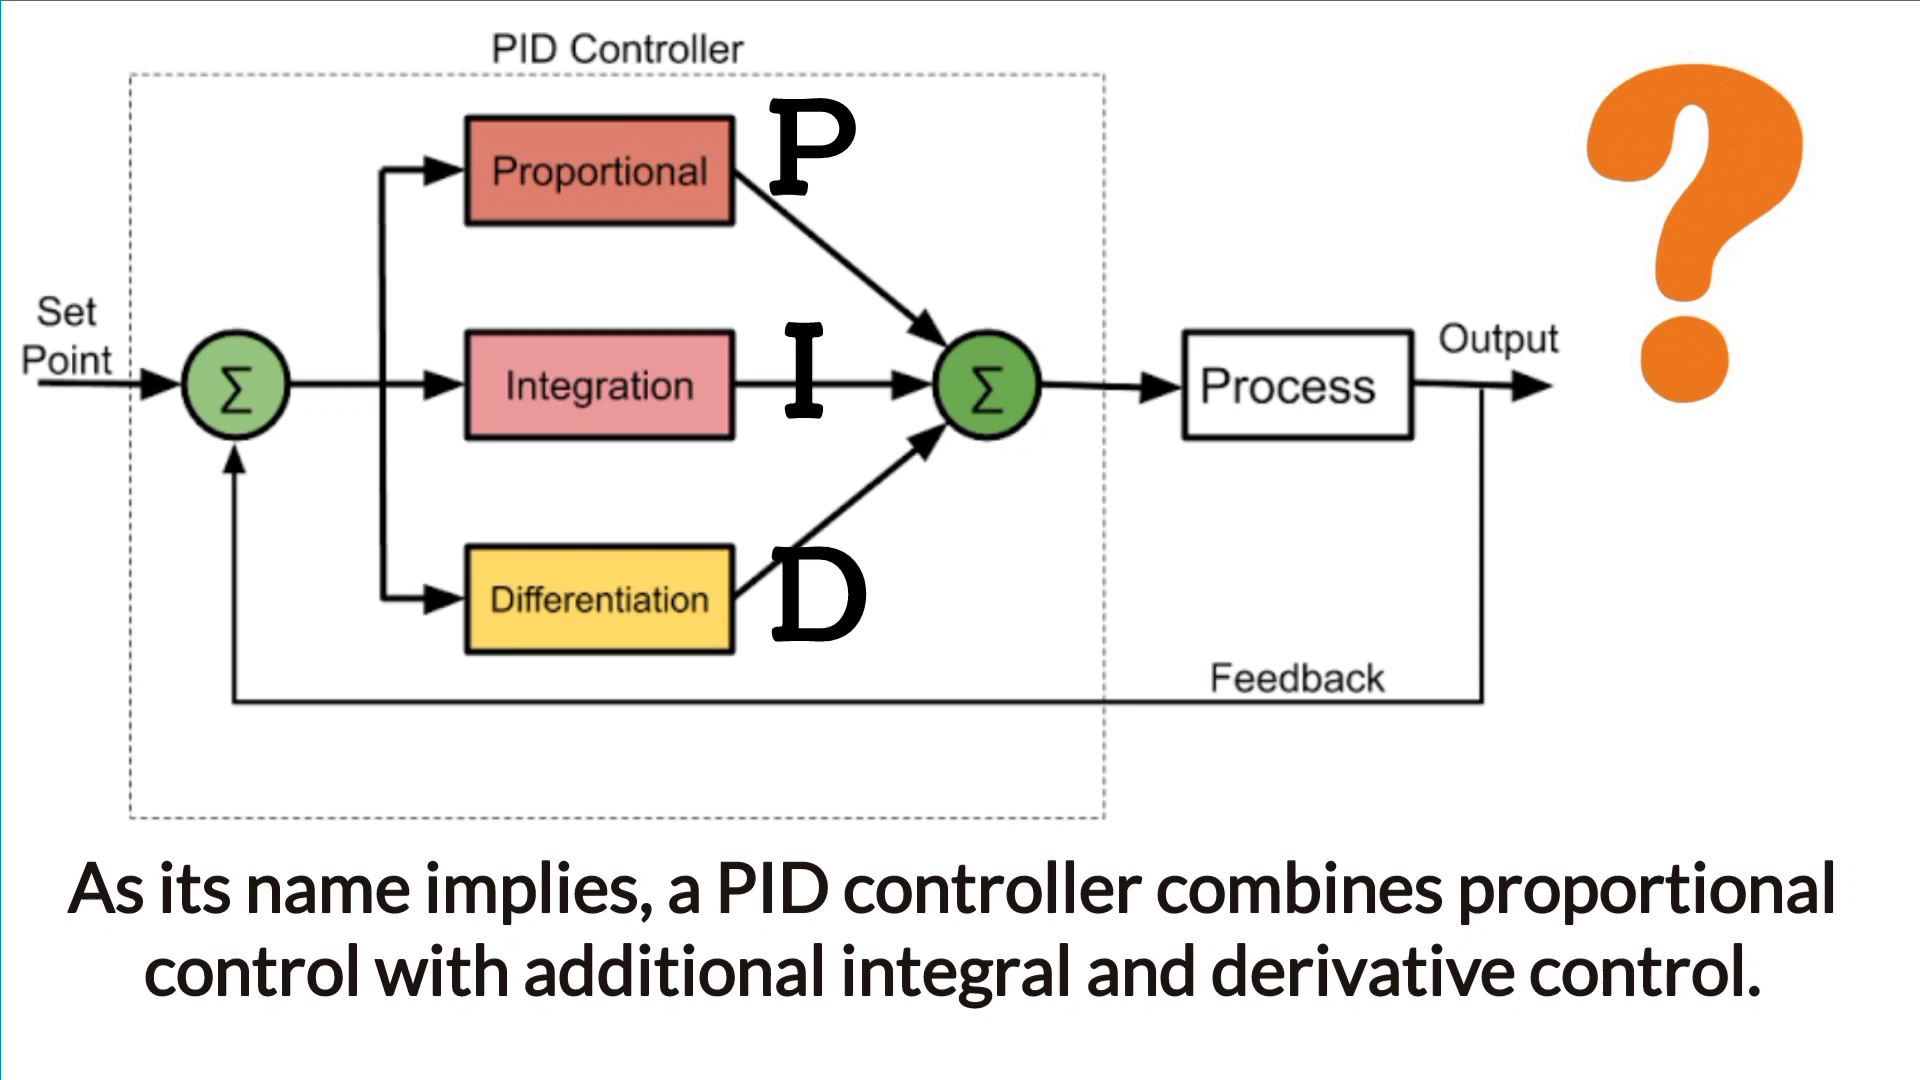 PID Controller
Proportional
P
Set
Point
Σ
Integration
I
Σ
Process
Output
Differentiation
D
Feedback
?
As its name implies, a PID controller combines proportional
control with additional integral and derivative control.